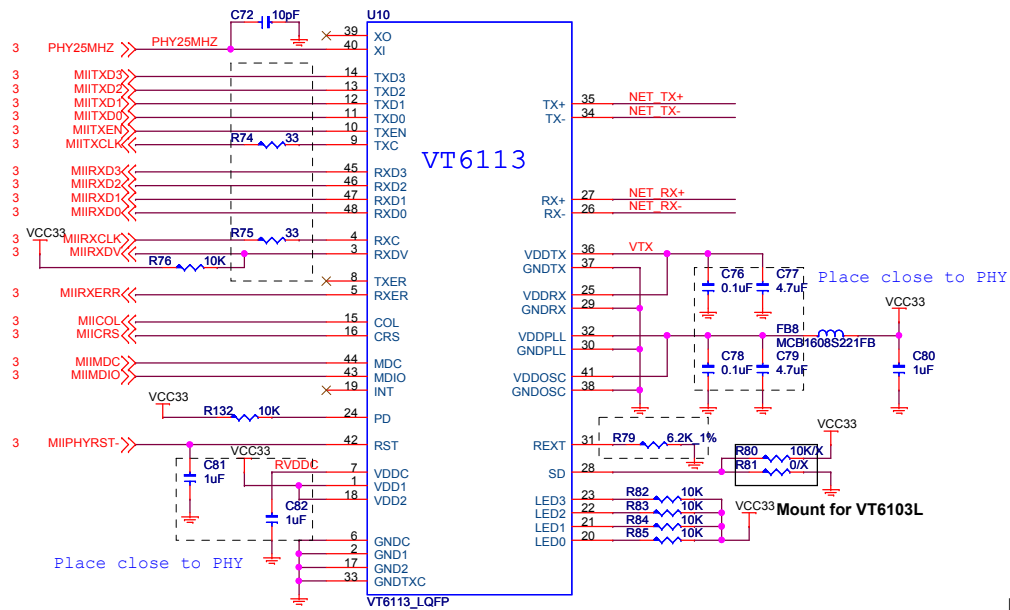 C72 10pF U10
39 XO
3 PHY25MHZ PHY25MHZ 40 XI
3 MIITXD3 14 TXD3
3 MIITXD2 13 TXD2
3 MIITXD1 12 TXD1 TX+ 35 NET_TX+
3 MIITXD0 11 TXD0 TX- 34 NET_TX-
3 MIITXEN 10 TXEN
3 MIITXCLK R74 33 9 TXC
VT6113
3 MIIRXD3 45 RXD3
3 MIIRXD2 46 RXD2
3 MIIRXD1 47 RXD1 RX+ 27 NET_RX+
3 MIIRXD0 48 RXD0 RX- 26 NET_RX-
VCC33
3 MIIRXCLK R75 33 4 RXC
3 MIIRXDV 3 RXDV VDDTX 36 VTX
R76 10K GNDTX 37
8 TXER C76 C77 Place close to PHY
3 MIIRXERR 5 RXER VDDRX 25 0.1uF 4.7uF
GNDRX 29 VCC33
3 MIICOL 15 COL
3 MIICRS 16 CRS VDDPLL 32 FB8
GNDPLL 30 MCB1608S221FB
3 MIIMDC 44 MDC C78 C79 C80
3 MIIMDIO 43 MDIO VDDOSC 41 0.1uF 4.7uF 1uF
19 INT GNDOSC 38
VCC33
R132 10K 24 PD
VCC33
3 MIIPHYRST- 42 RST REXT 31 R79 6.2K_1%
VCC33 R80 10K/X
C81 RVDDC 7 VDDC SD 28 R81 0/X
1uF 1 VDD1
C82 18 VDD2 LED3 23 R82 10K
1uF LED2 22 R83 10K VCC33 Mount for VT6103L
LED1 21 R84 10K
6 GNDC LED0 20 R85 10K
2 GND1
Place close to PHY 17 GND2
33 GNDTXC
VT6113_LQFP